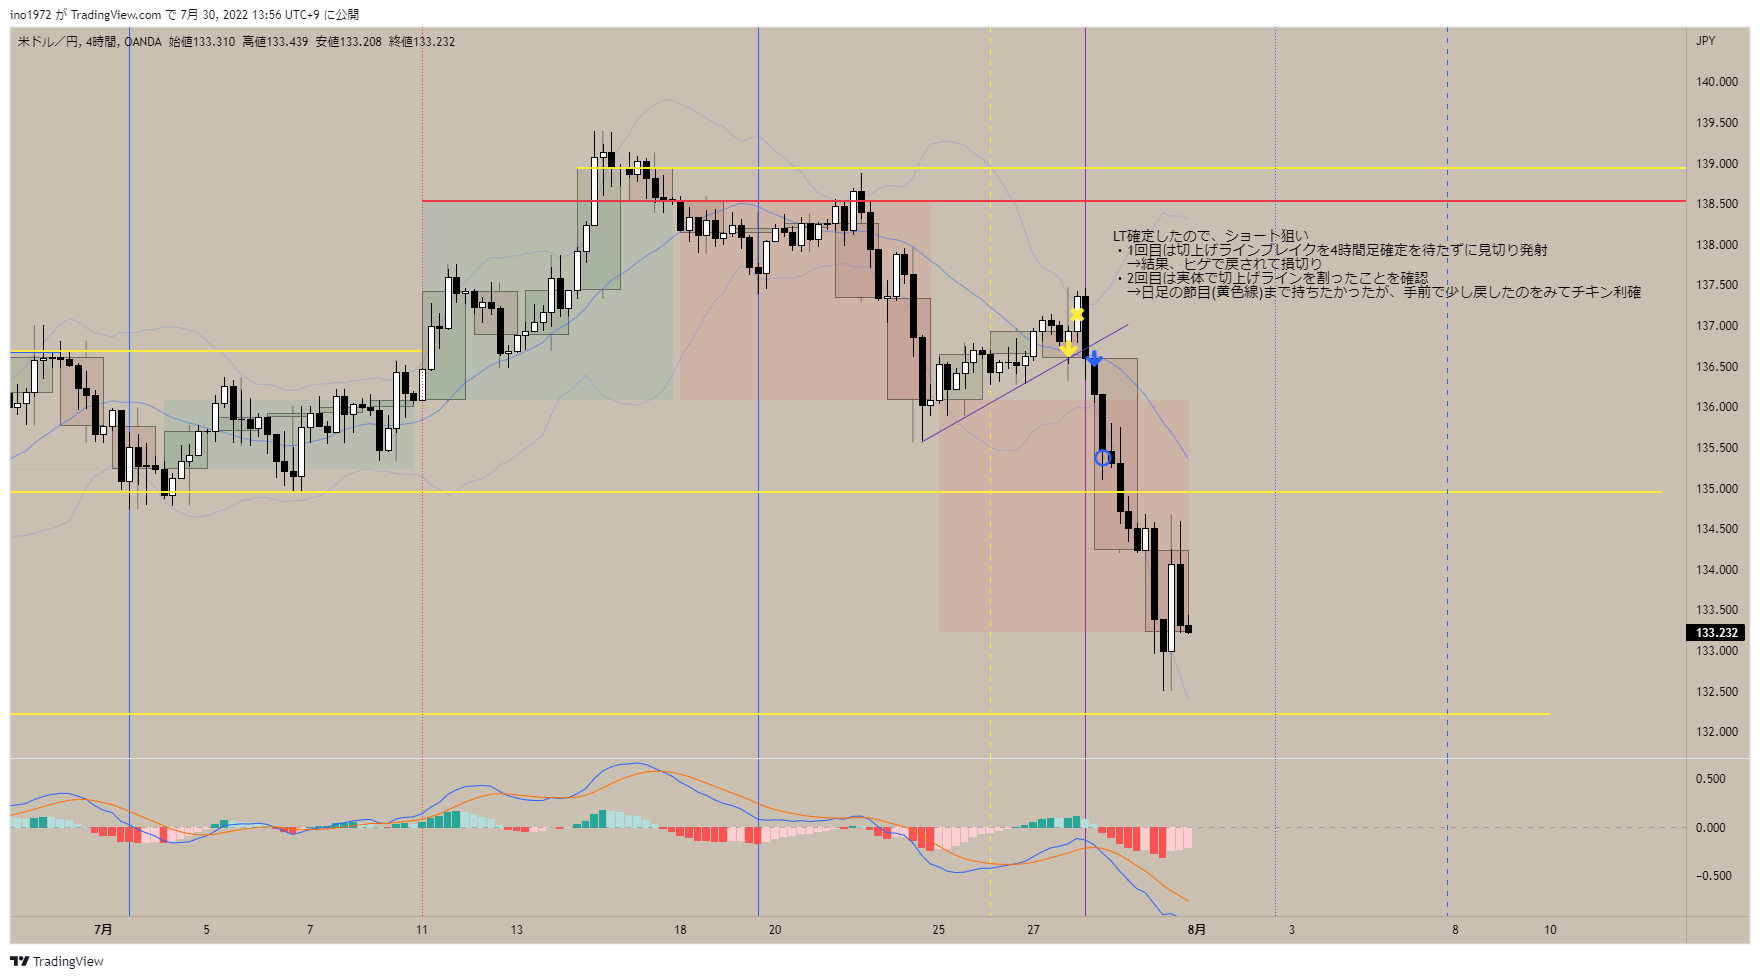 ino1972 が TradingView.com で 7月 30, 2022 13:56 UTC+9 に公開
米ドル／円, 4時間, OANDA 始値133.310 高値133.439 安値133.208 終値133.232
JPY
140.000
139.500
139.000
138.500
138.000
LT確定したので、ショート狙い
・1回目は切上げラインブレイクを4時間足確定を待たずに見切り発射
→結果、ヒゲで戻されて損切り
・2回目は実体で切上げラインを割ったことを確認
→日足の節目(黄色線)まで持ちたかったが、手前で少し戻したのをみてチキン利確
137.500
137.000
136.500
136.000
135.500
135.000
134.500
134.000
133.500
133.232
133.000
132.500
132.000
0.500
0.000
−0.500
7月 5 7 11 13 18 20 25 27 8月 3 8 10
TradingView